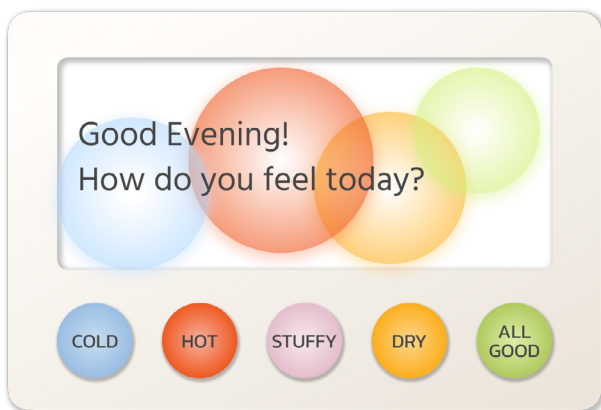 Good Evening!
How do you feel today?
COLD
HOT
STUFFY
DRY
ALL
GOOD